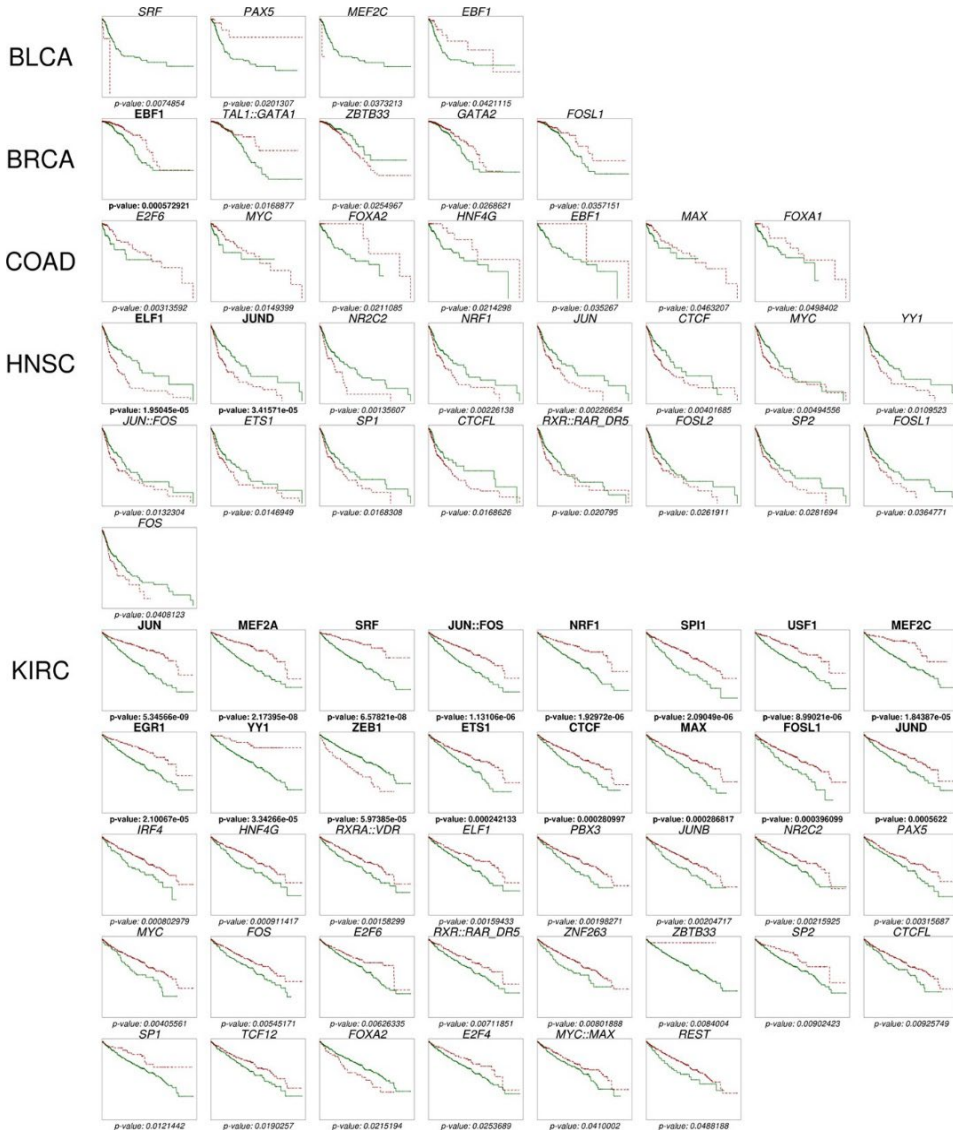 SRF PAX5 MEF2C EBF1
BLCA
p-value: 0.0074854 p-value: 0.0201307 p-value: 0.0373213 p-value: 0.0421115
EBF1 TAL1::GATA1 ZBTB33 GATA2 FOSL1
BRCA
p-value: 0.000572921 p-value: 0.0168877 p-value: 0.0254967 p-value: 0.0268621 p-value: 0.0357151
E2F6 MYC FOXA2 HNF4G EBF1 MAX FOXA1
COAD
p-value: 0.00313592 p-value: 0.0149399 p-value: 0.0211085 p-value: 0.0214298 p-value: 0.035267 p-value: 0.0463207 p-value: 0.0498402
ELF1 JUND NR2C2 NRF1 JUN CTCF MYC YY1
HNSC
p-value: 1.95045e-05 p-value: 3.41571e-05 p-value: 0.00135607 p-value: 0.00226138 p-value: 0.00226654 p-value: 0.00401685 p-value: 0.00494556 p-value: 0.0109523
JUN::FOS ETS1 SP1 CTCFL RXR::RAR_DR5 FOSL2 SP2 FOSL1
p-value: 0.0132304 p-value: 0.0146949 p-value: 0.0168308 p-value: 0.0168626 p-value: 0.020795 p-value: 0.0261911 p-value: 0.0281694 p-value: 0.0364771
FOS
p-value: 0.0408123
JUN MEF2A SRF JUN::FOS NRF1 SPI1 USF1 MEF2C
KIRC
p-value: 5.34566e-09 p-value: 2.17395e-08 p-value: 6.57821e-08 p-value: 1.13106e-06 p-value: 1.92972e-06 p-value: 2.09049e-06 p-value: 8.99021e-06 p-value: 1.84387e-05
EGR1 YY1 ZEB1 ETS1 CTCF MAX FOSL1 JUND
p-value: 2.10067e-05 p-value: 3.34266e-05 p-value: 5.97385e-05 p-value: 0.000242133 p-value: 0.000280997 p-value: 0.000286817 p-value: 0.000396099 p-value: 0.0005622
IRF4 HNF4G RXRA::VDR ELF1 PBX3 JUNB NR2C2 PAX5
p-value: 0.000802979 p-value: 0.000911417 p-value: 0.00158299 p-value: 0.00159433 p-value: 0.00198271 p-value: 0.00204717 p-value: 0.00215925 p-value: 0.00315687
MYC FOS E2F6 RXR::RAR_DR5 ZNF263 ZBTB33 SP2 CTCFL
p-value: 0.00405561 p-value: 0.00545171 p-value: 0.00626335 p-value: 0.00711851 p-value: 0.00801888 p-value: 0.0084004 p-value: 0.00902423 p-value: 0.00925749
SP1 TCF12 FOXA2 E2F4 MYC::MAX REST
p-value: 0.0121442 p-value: 0.0190257 p-value: 0.0215194 p-value: 0.0253689 p-value: 0.0410002 p-value: 0.0488188